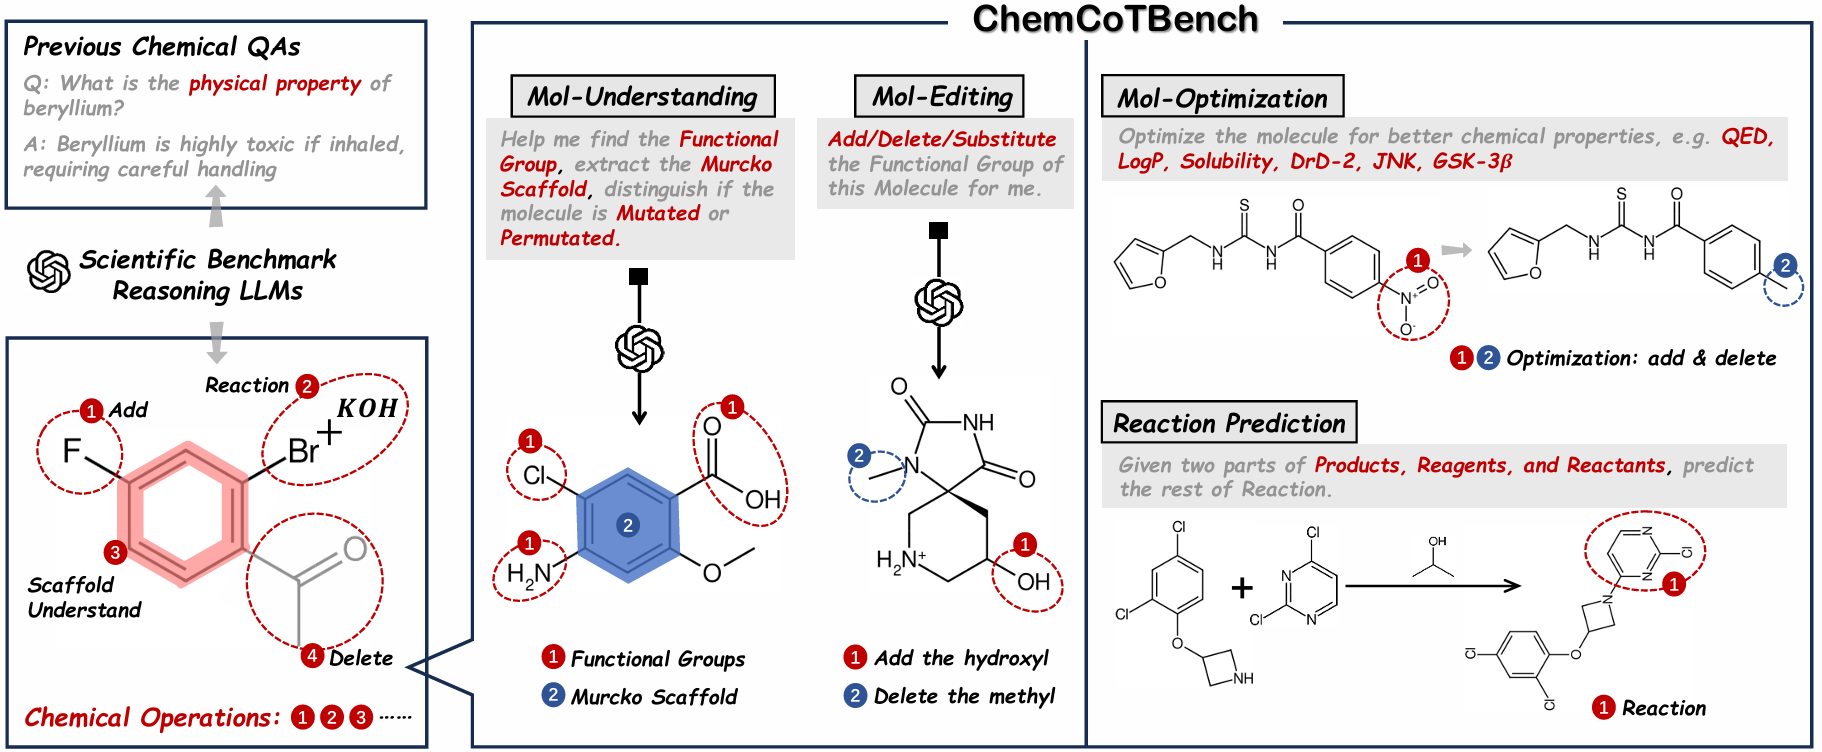 ChemCoTBench
Previous Chemical QAs
Q: What is the physical property of
beryllium?
A: Beryllium is highly toxic if inhaled,
requiring careful handling
Scientific Benchmark
Reasoning LLMs
Reaction 2
KOH
1 Add
F
Br
+
O
3
Scaffold
Understand
4 Delete
Chemical Operations: 1 2 3 ......
Mol-Understanding
Help me find the Functional
Group, extract the Murcko
Scaffold, distinguish if the
molecule is Mutated or
Permutated.
1
O
1
Cl
OH
2
1
H₂N
O
1 Functional Groups
2 Murcko Scaffold
Mol-Editing
Add/Delete/Substitute
the Functional Group of
this Molecule for me.
O
NH
2
N
O
H₂N⁺
1
OH
1 Add the hydroxyl
2 Delete the methyl
Mol-Optimization
Optimize the molecule for better chemical properties, e.g. QED,
LogP, Solubility, DrD-2, JNK, GSK-3β
S O
N
H
N
H
O
1
N⁺
O
O⁻
S O
N
H
N
H
O
2
1 2 Optimization: add & delete
Reaction Prediction
Given two parts of Products, Reagents, and Reactants, predict
the rest of Reaction.
Cl
Cl
O
NH
+
Cl
N
N
Cl
OH
N
N
Cl
1
N
O
Cl
Cl
1 Reaction